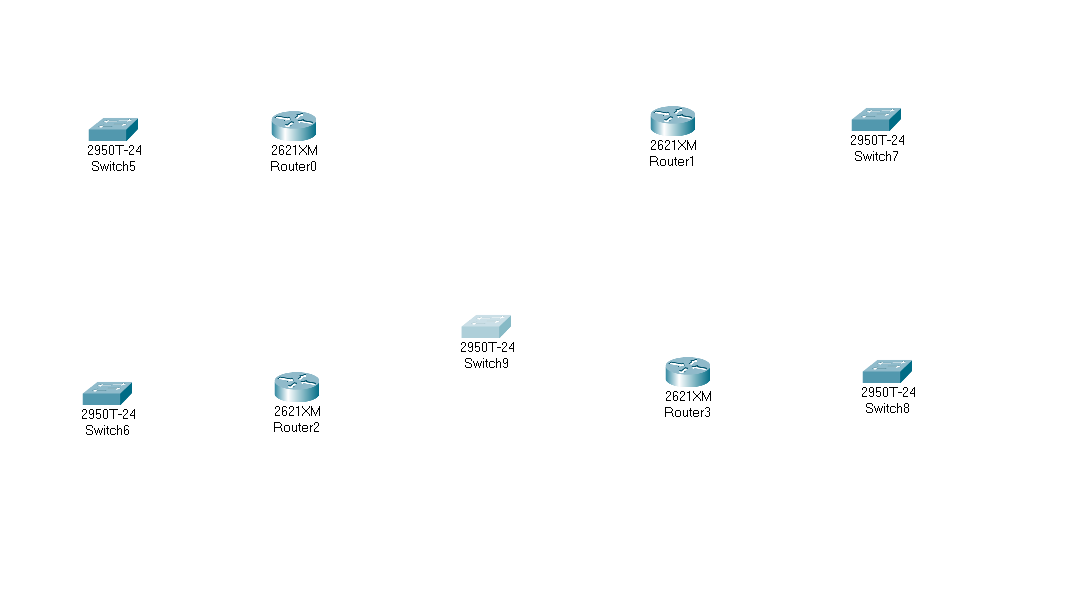 2950T-24
Switch5
2621XM
Router0
2621XM
Router1
2950T-24
Switch7
2950T-24
Switch9
2950T-24
Switch6
2621XM
Router2
2621XM
Router3
2950T-24
Switch8